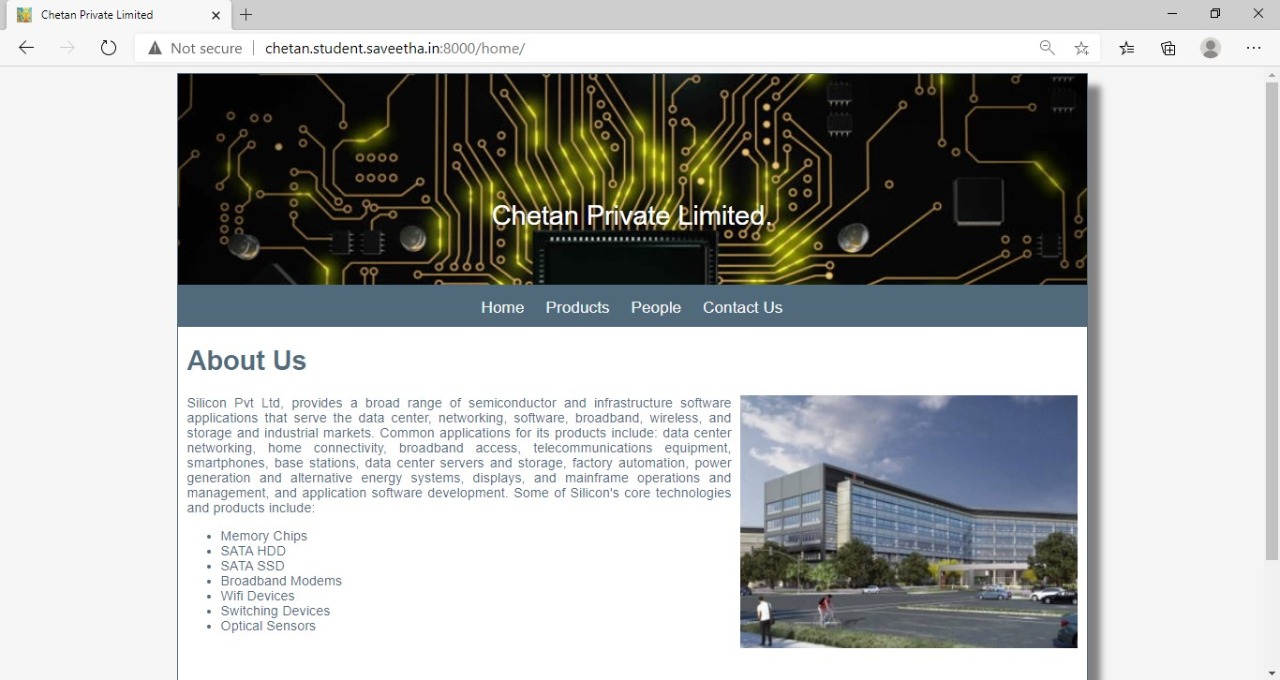 Chetan Private Limited
Not secure
chetan.student.saveetha.in:8000/home/
Chetan Private Limited.
Home Products People Contact Us
About Us
Silicon Pvt Ltd, provides a broad range of semiconductor and infrastructure software
applications that serve the data center, networking, software, broadband, wireless, and
storage and industrial markets. Common applications for its products include: data center
networking, home connectivity, broadband access, telecommunications equipment,
smartphones, base stations, data center servers and storage, factory automation, power
generation and alternative energy systems, displays, and mainframe operations and
management, and application software development. Some of Silicon's core technologies
and products include:
Memory Chips
SATA HDD
SATA SSD
Broadband Modems
Wifi Devices
Switching Devices
Optical Sensors